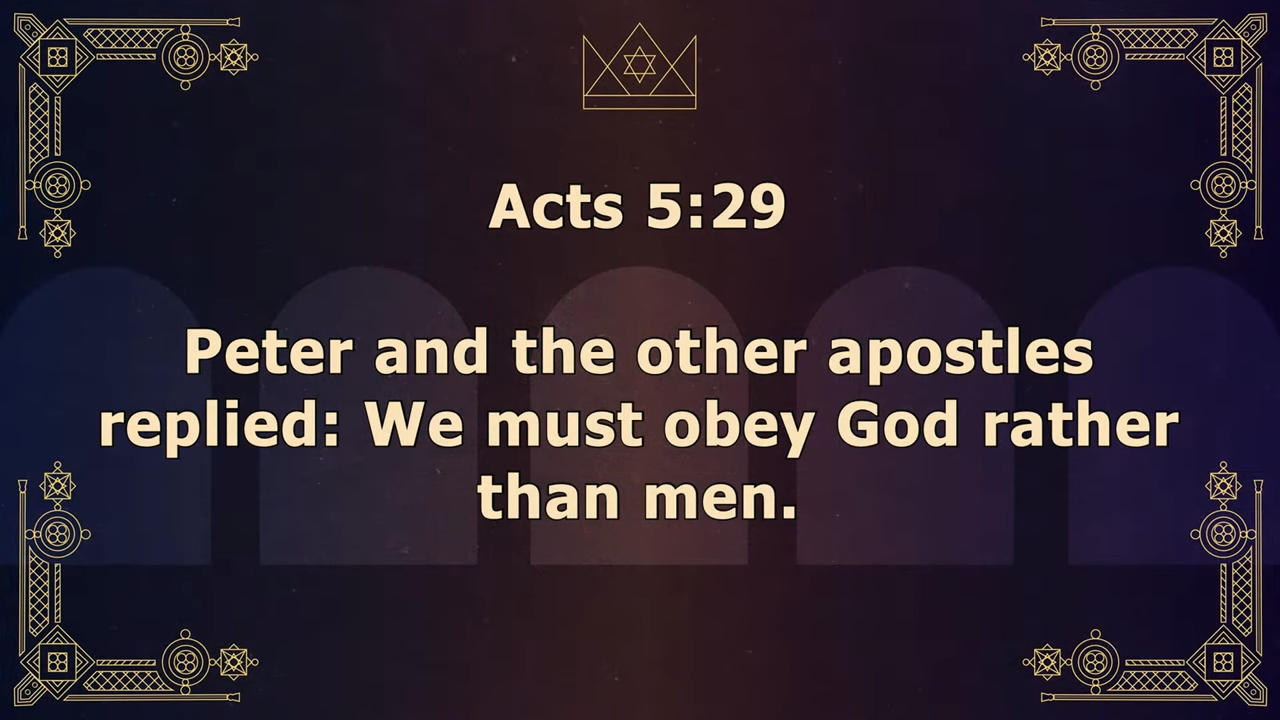 Acts 5:29
Peter and the other apostles
replied: We must obey God rather
than men.